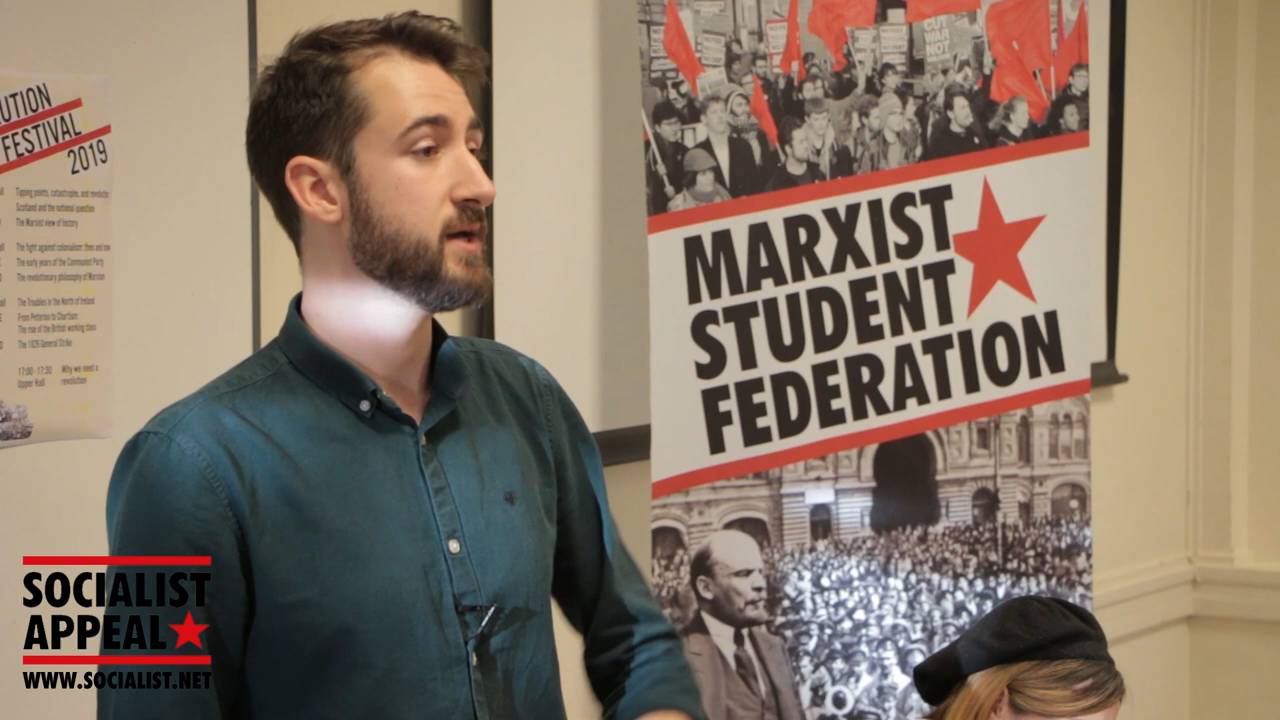 UTION
FESTIVAL
2019
Tipping points, catastrophe, and
Scotland and the national question
The Marxist view of history
The fight against colonialism: then and now
The early years of the Communist Party
The revolutionary philosophy of Marxism
The Troubles in the North of Ireland
From Peterloo to Chartism:
The rise of the British working class
The 1926 General Strike
17:00 - 17:30 Why we need a
Upper Hall revolution
CUT
WAR
NOT
MARXIST
STUDENT
FEDERATION
SOCIALIST
APPEAL
WWW.SOCIALIST.NET